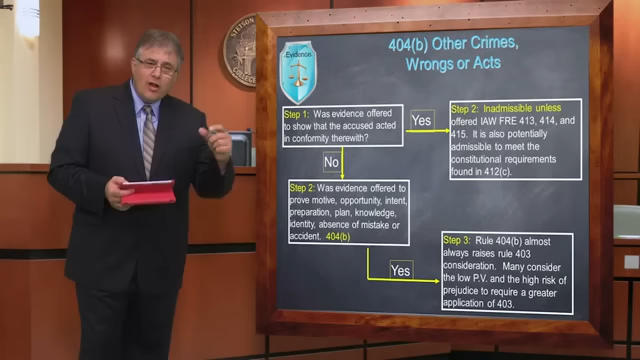 Evidence
404(b) Other Crimes,
Wrongs or Acts
Step 1: Was evidence offered
to show that the accused acted
in conformity therewith?
Yes
Step 2: Inadmissible unless
offered IAW FRE 413, 414, and
415. It is also potentially
admissible to meet the
constitutional requirements
found in 412(c).
No
Step 2: Was evidence offered to
prove motive, opportunity, intent,
preparation, plan, knowledge,
identity, absence of mistake or
accident. 404(b)
Yes
Step 3: Rule 404(b) almost
always raises rule 403
consideration. Many consider
the low P.V. and the high risk of
prejudice to require a greater
application of 403.
STETSON
COLLEGE